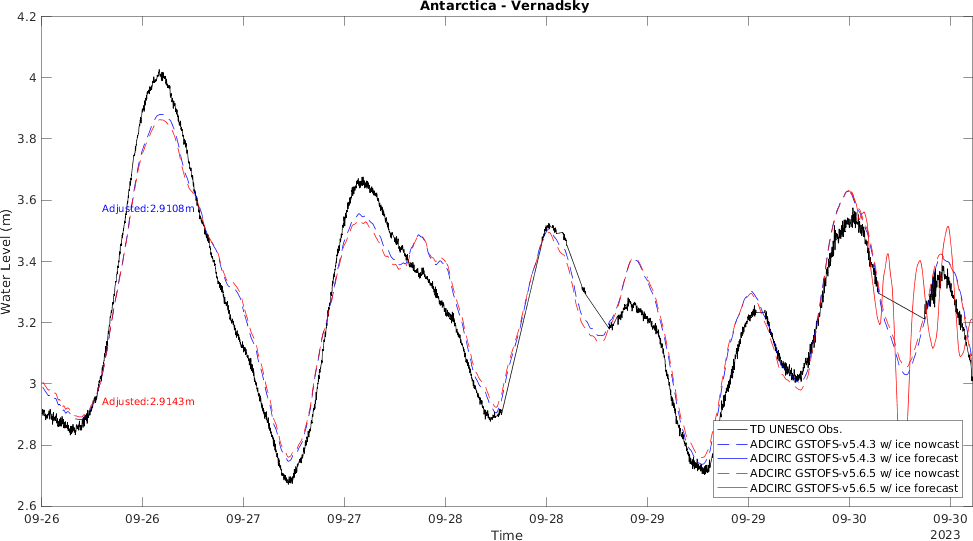 Antarctica - Vernadsky
4.2
4
3.8
3.6
3.4
3.2
3
2.8
2.6
Water Level (m)
Adjusted:2.9108m
Adjusted:2.9143m
TD UNESCO Obs.
ADCIRC GSTOFS-v5.4.3 w/ ice nowcast
ADCIRC GSTOFS-v5.4.3 w/ ice forecast
ADCIRC GSTOFS-v5.6.5 w/ ice nowcast
ADCIRC GSTOFS-v5.6.5 w/ ice forecast
09-26 09-26 09-27 09-27 09-28 09-28 09-29 09-29 09-30 09-30
2023
Time